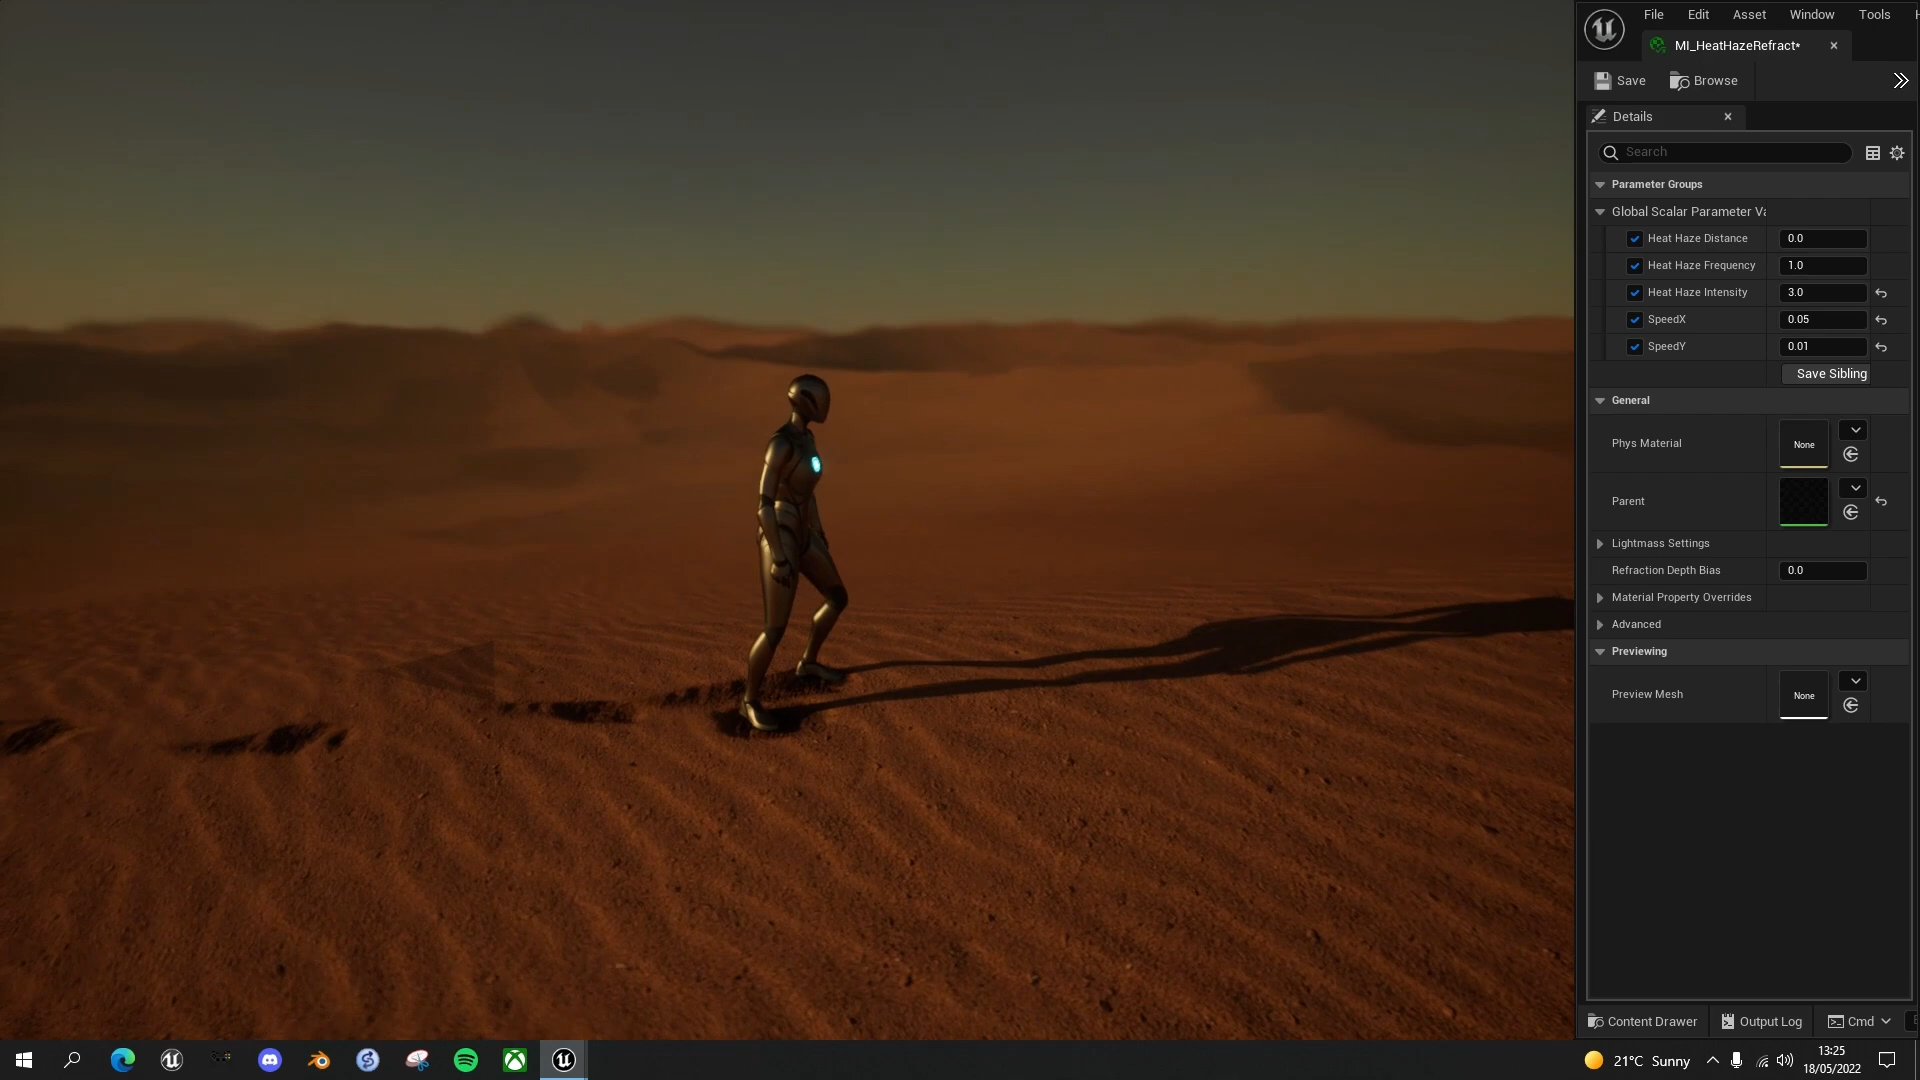 File Edit Asset Window Tools H
MI_HeatHazeRefract*
Save Browse
Details
Search
Parameter Groups
Global Scalar Parameter Va
Heat Haze Distance 0.0
Heat Haze Frequency 1.0
Heat Haze Intensity 3.0
SpeedX 0.05
SpeedY 0.01
Save Sibling
General
Phys Material None
Parent
Lightmass Settings
Refraction Depth Bias 0.0
Material Property Overrides
Advanced
Previewing
Preview Mesh None
Content Drawer Output Log Cmd
21°C Sunny
13:25
18/05/2022